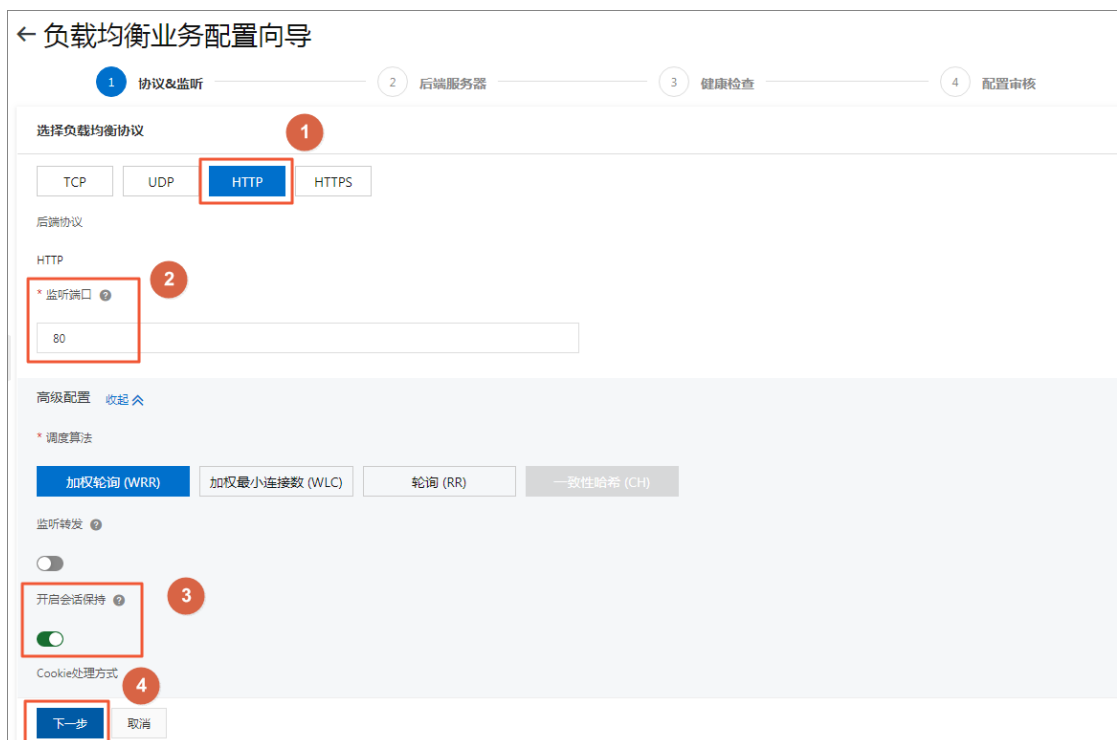 ← 负载均衡业务配置向导
1 协议&监听 2 后端服务器 3 健康检查 4 配置审核
选择负载均衡协议 1
TCP UDP HTTP HTTPS
后端协议
HTTP
2
* 监听端口 ?
80
高级配置 收起
* 调度算法
加权轮询 (WRR) 加权最小连接数 (WLC) 轮询 (RR) 一致性哈希 (CH)
监听转发 ?
开启会话保持 ? 3
Cookie处理方式 4
下一步 取消